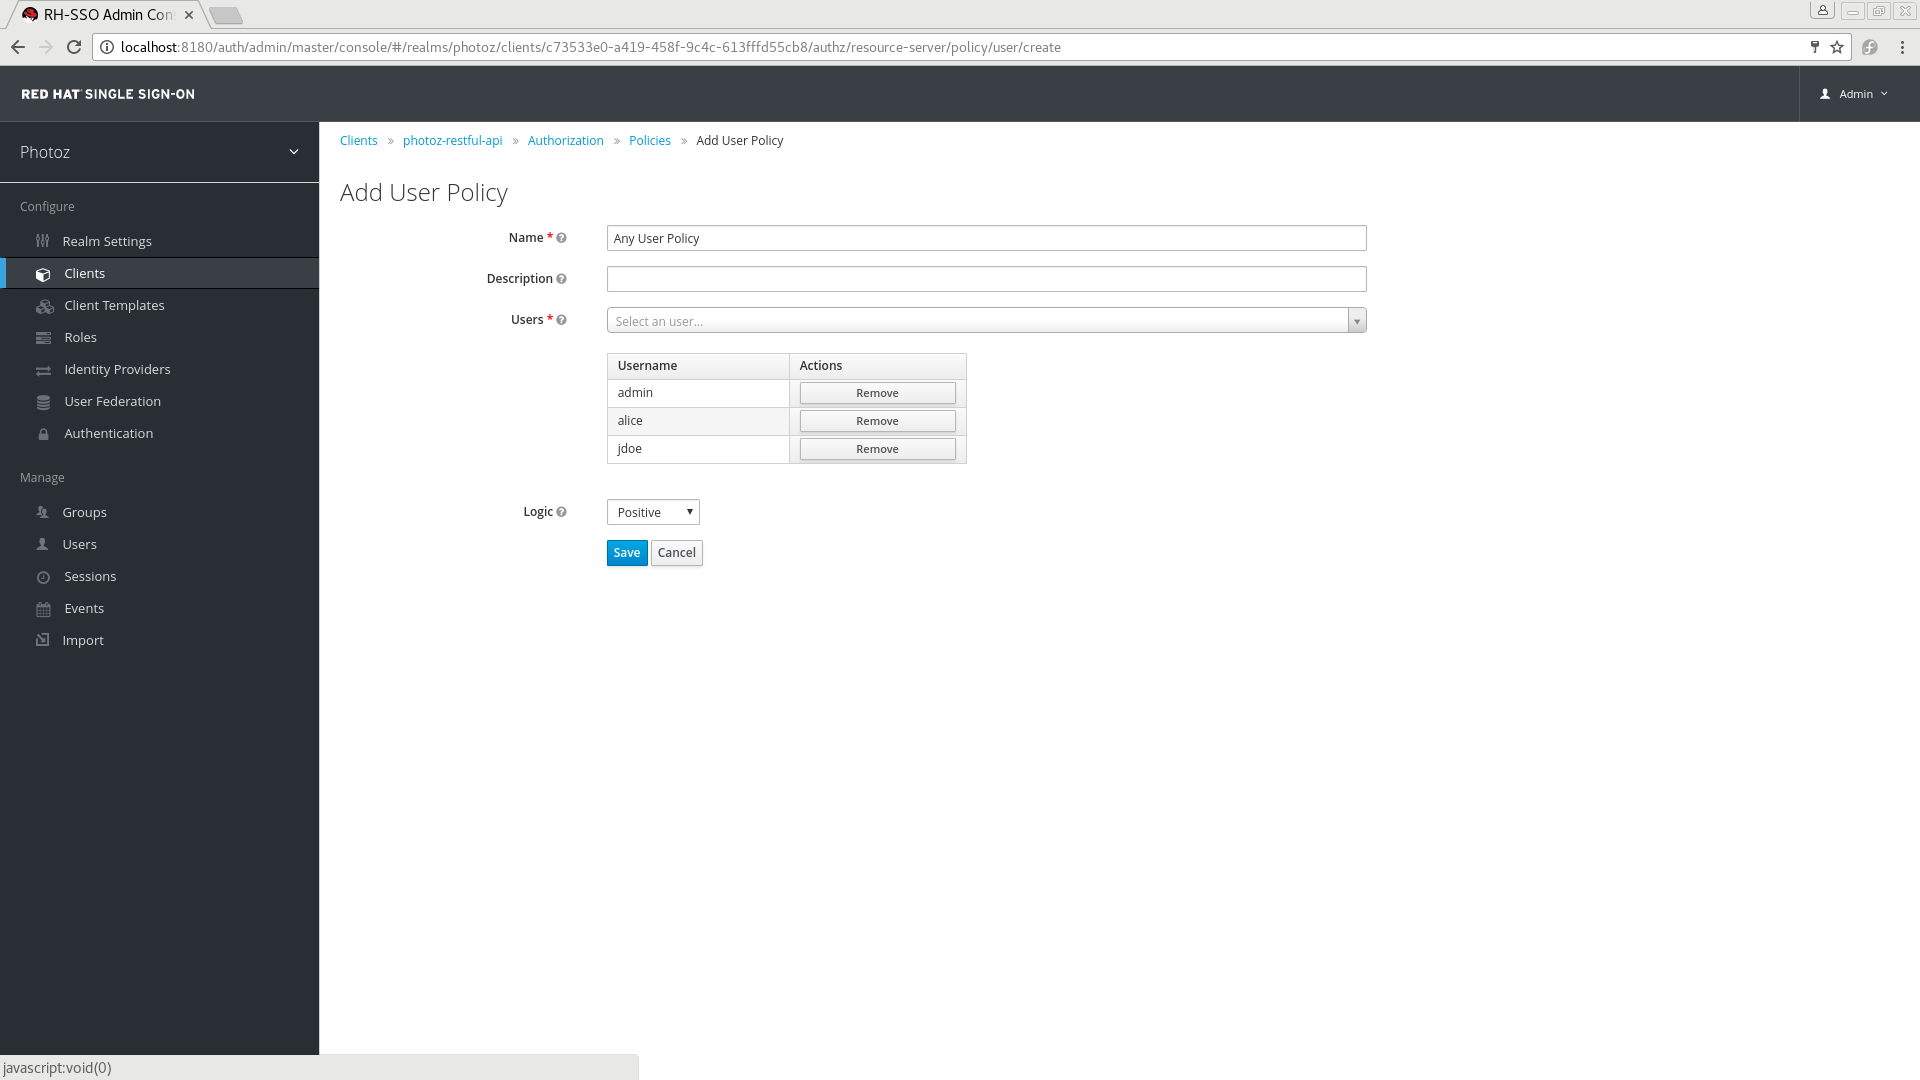 RH-SSO Admin Con
localhost:8180/auth/admin/master/console/#/realms/photoz/clients/c73533e0-a419-458f-9c4c-613fffd55cb8/authz/resource-server/policy/user/create
RED HAT SINGLE SIGN-ON
Admin
Photoz
Configure
Realm Settings
Clients
Client Templates
Roles
Identity Providers
User Federation
Authentication
Manage
Groups
Users
Sessions
Events
Import
Clients » photoz-restful-api » Authorization » Policies » Add User Policy
Add User Policy
Name * Any User Policy
Description
Users * Select an user...
Username Actions
admin Remove
alice Remove
jdoe Remove
Logic Positive
Save Cancel
javascript:void(0)